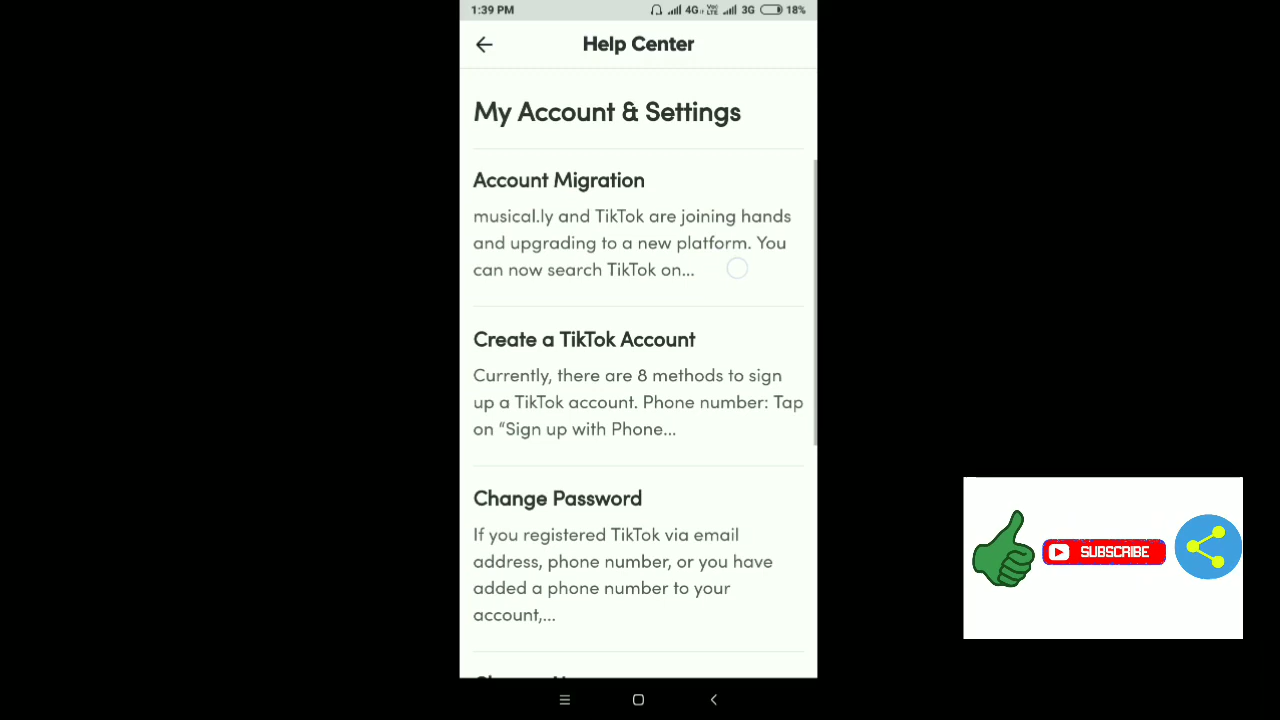 1:39 PM 4G VoLTE 3G 18%
Help Center
My Account & Settings
Account Migration
musical.ly and TikTok are joining hands
and upgrading to a new platform. You
can now search TikTok on...
Create a TikTok Account
Currently, there are 8 methods to sign
up a TikTok account. Phone number: Tap
on “Sign up with Phone...
Change Password
If you registered TikTok via email
address, phone number, or you have
added a phone number to your
account,...
SUBSCRIBE